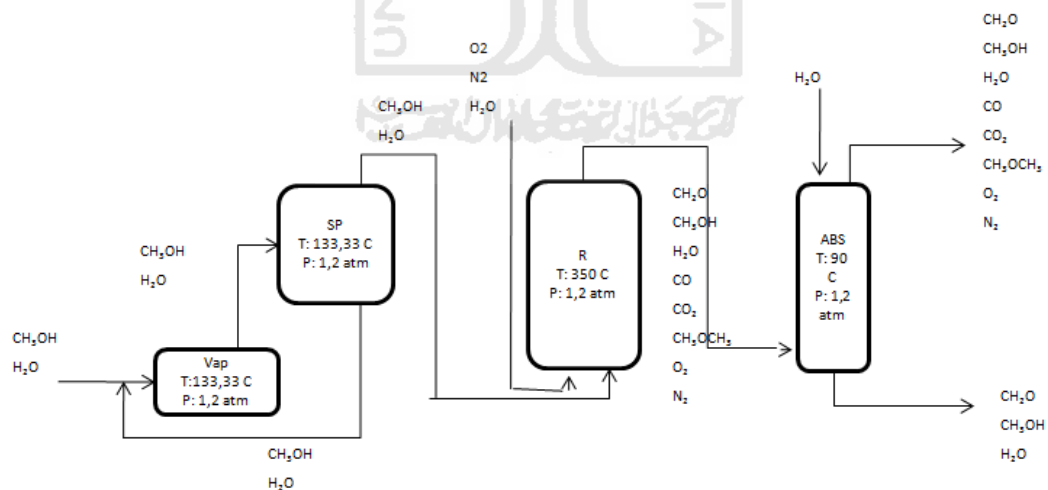 CH₃OH
H₂O
Vap
T:133,33 C
P: 1,2 atm
CH₃OH
H₂O
CH₃OH
H₂O
SP
T: 133,33 C
P: 1,2 atm
CH₃OH
H₂O
O2
N2
H₂O
R
T: 350 C
P: 1,2 atm
CH₂O
CH₃OH
H₂O
CO
CO₂
CH₃OCH₃
O₂
N₂
H₂O
ABS
T: 90
C
P: 1,2
atm
CH₂O
CH₃OH
H₂O
CO
CO₂
CH₃OCH₃
O₂
N₂
CH₂O
CH₃OH
H₂O